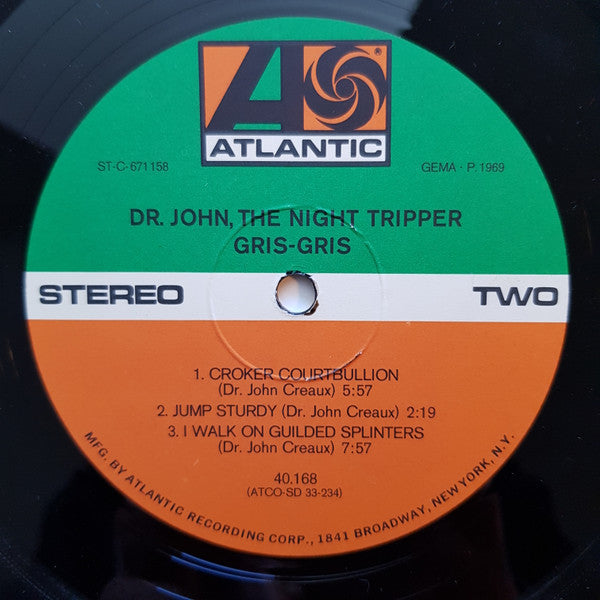 A
®
ATLANTIC
ST-C-671158
GEMA · P. 1969
DR. JOHN, THE NIGHT TRIPPER
GRIS-GRIS
STEREO
TWO
1. CROKER COURTBULLION
(Dr. John Creaux) 5:57
2. JUMP STURDY (Dr. John Creaux) 2:19
3. I WALK ON GUILDED SPLINTERS
(Dr. John Creaux) 7:57
40.168
(ATCO-SD 33-234)
MFG. BY ATLANTIC RECORDING CORP., 1841 BROADWAY, NEW YORK, N.Y.